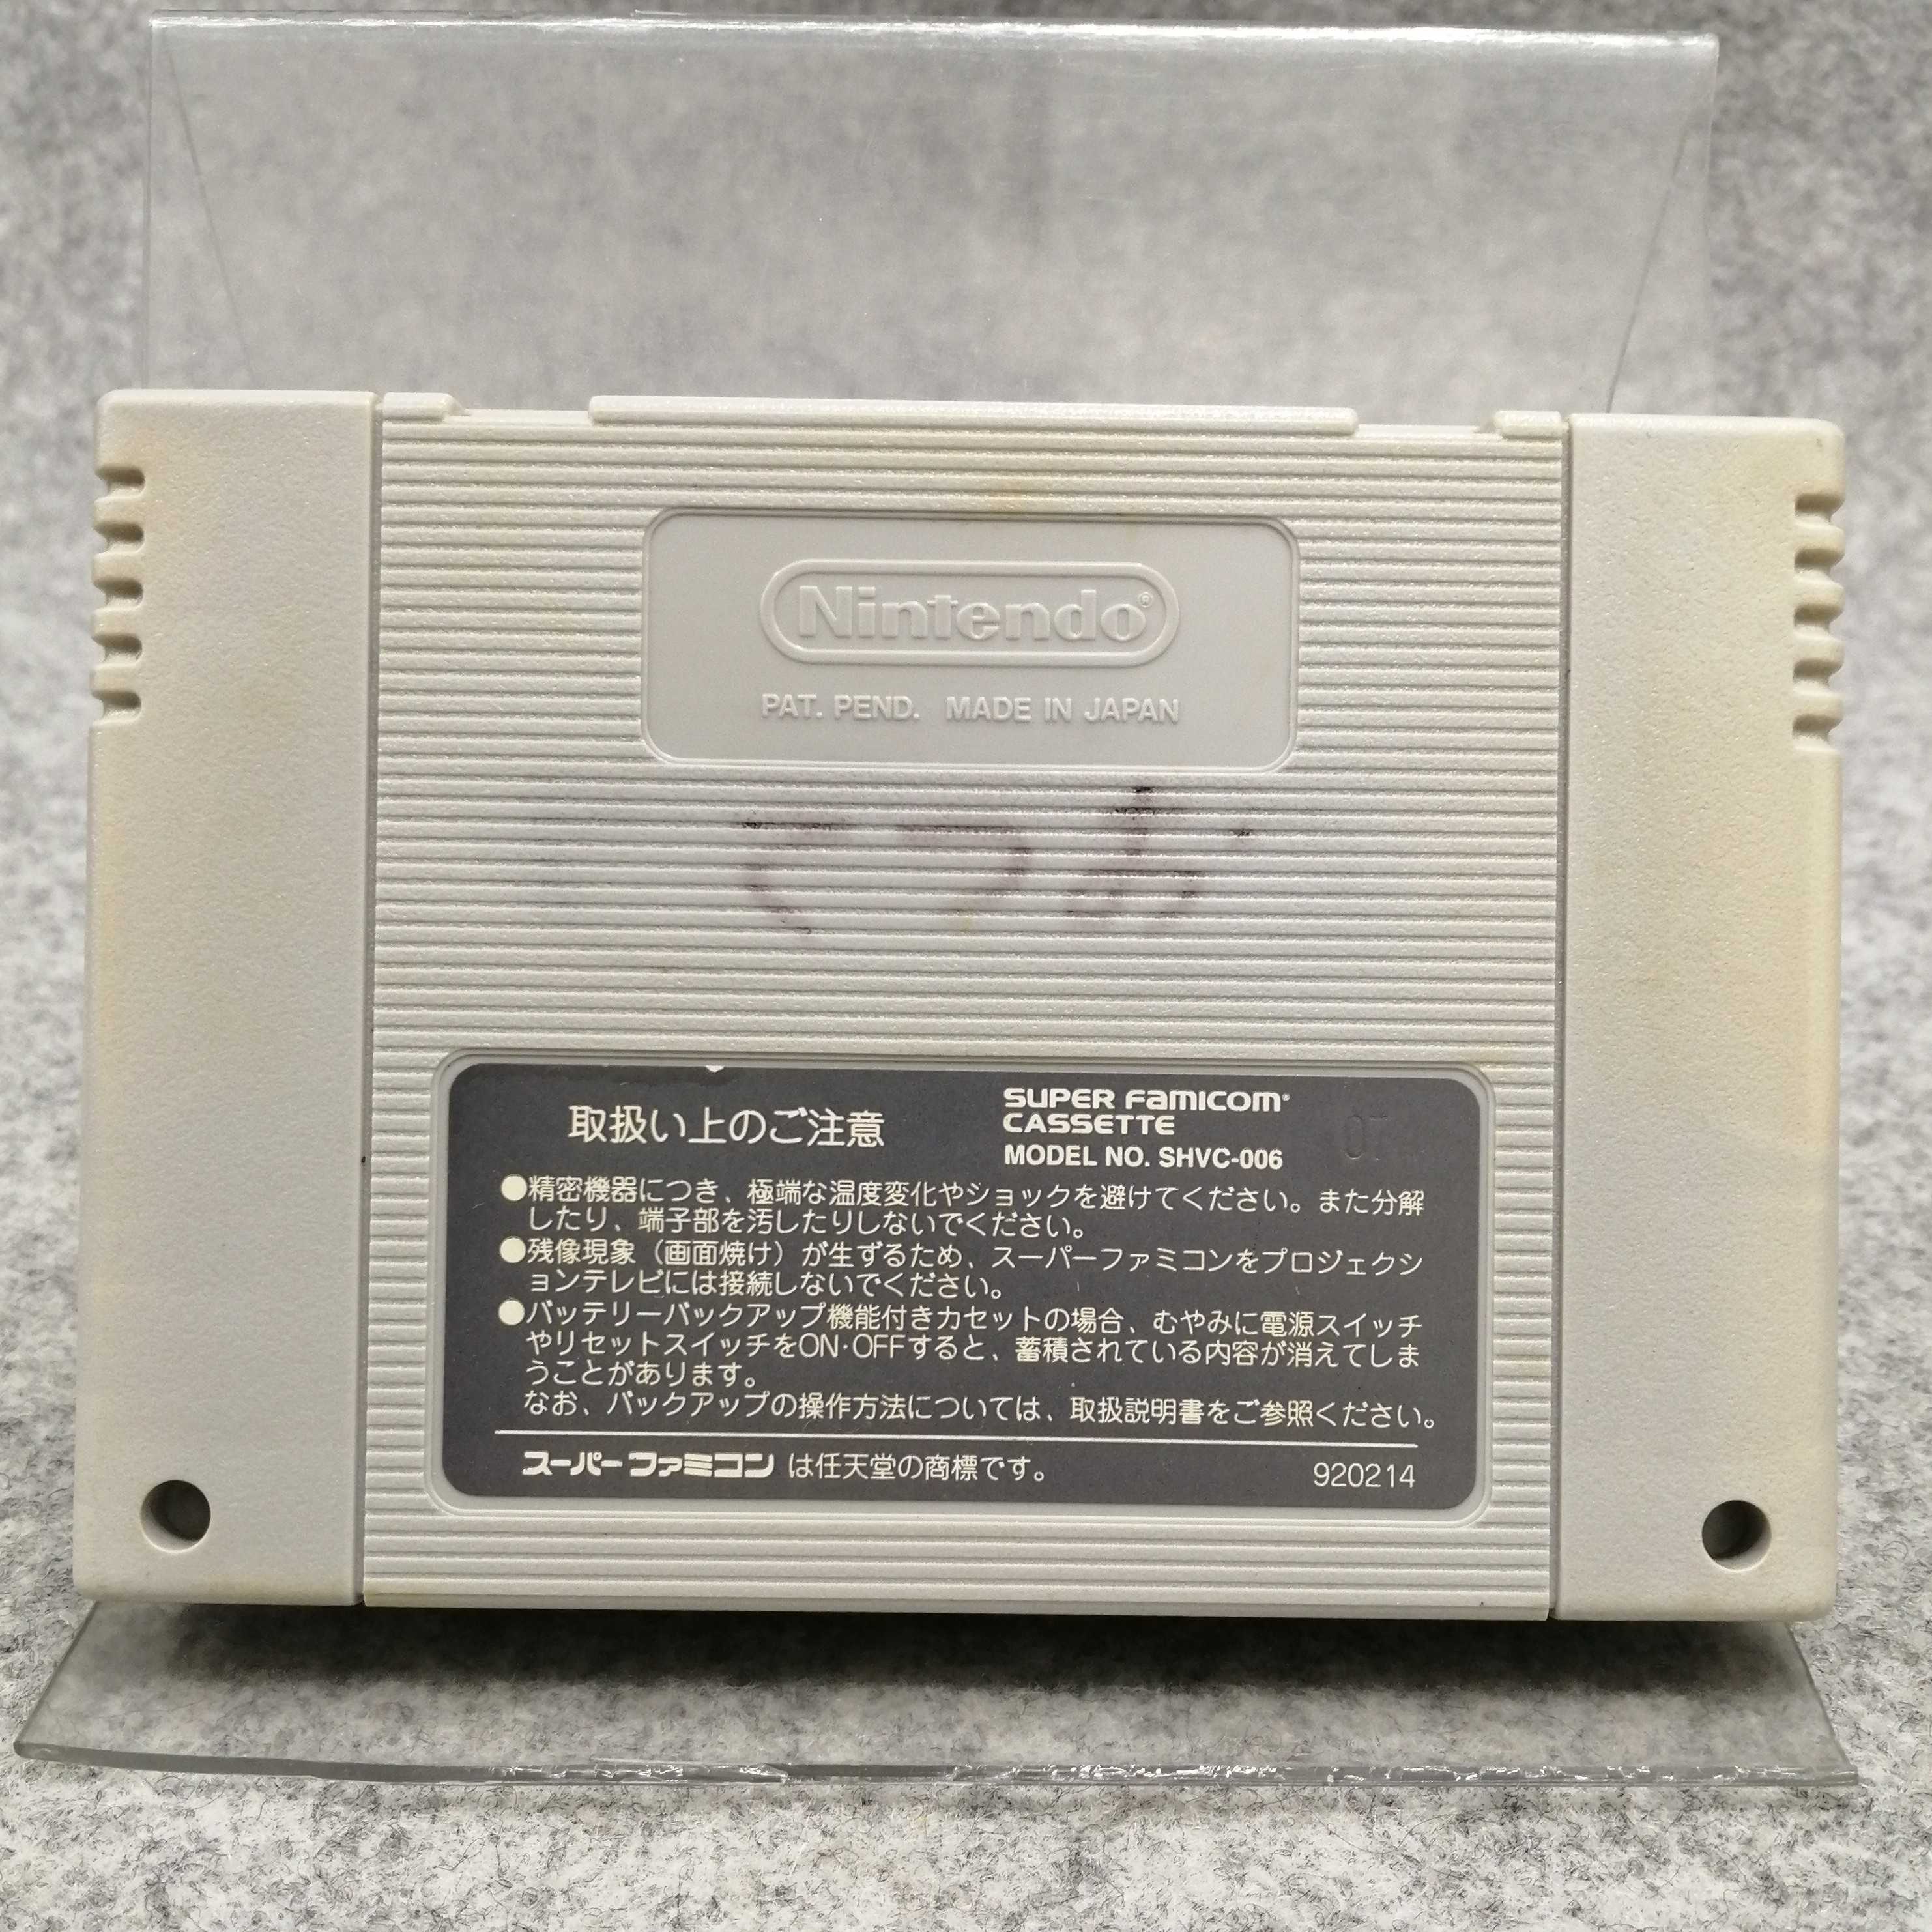 Nintendo®
PAT. PEND. MADE IN JAPAN
取扱い上のご注意
SUPER FAMICOM®
CASSETTE
MODEL NO. SHVC-006
07
●精密機器につき、極端な温度変化やショックを避けてください。また分解
したり、端子部を汚したりしないでください。
●残像現象（画面焼け）が生ずるため、スーパーファミコンをプロジェクシ
ョンテレビには接続しないでください。
●バッテリーバックアップ機能付きカセットの場合、むやみに電源スイッチ
やリセットスイッチをON·OFFすると、蓄積されている内容が消えてしま
うことがあります。
なお、バックアップの操作方法については、取扱説明書をご参照ください。
スーパーファミコンは任天堂の商標です。
920214